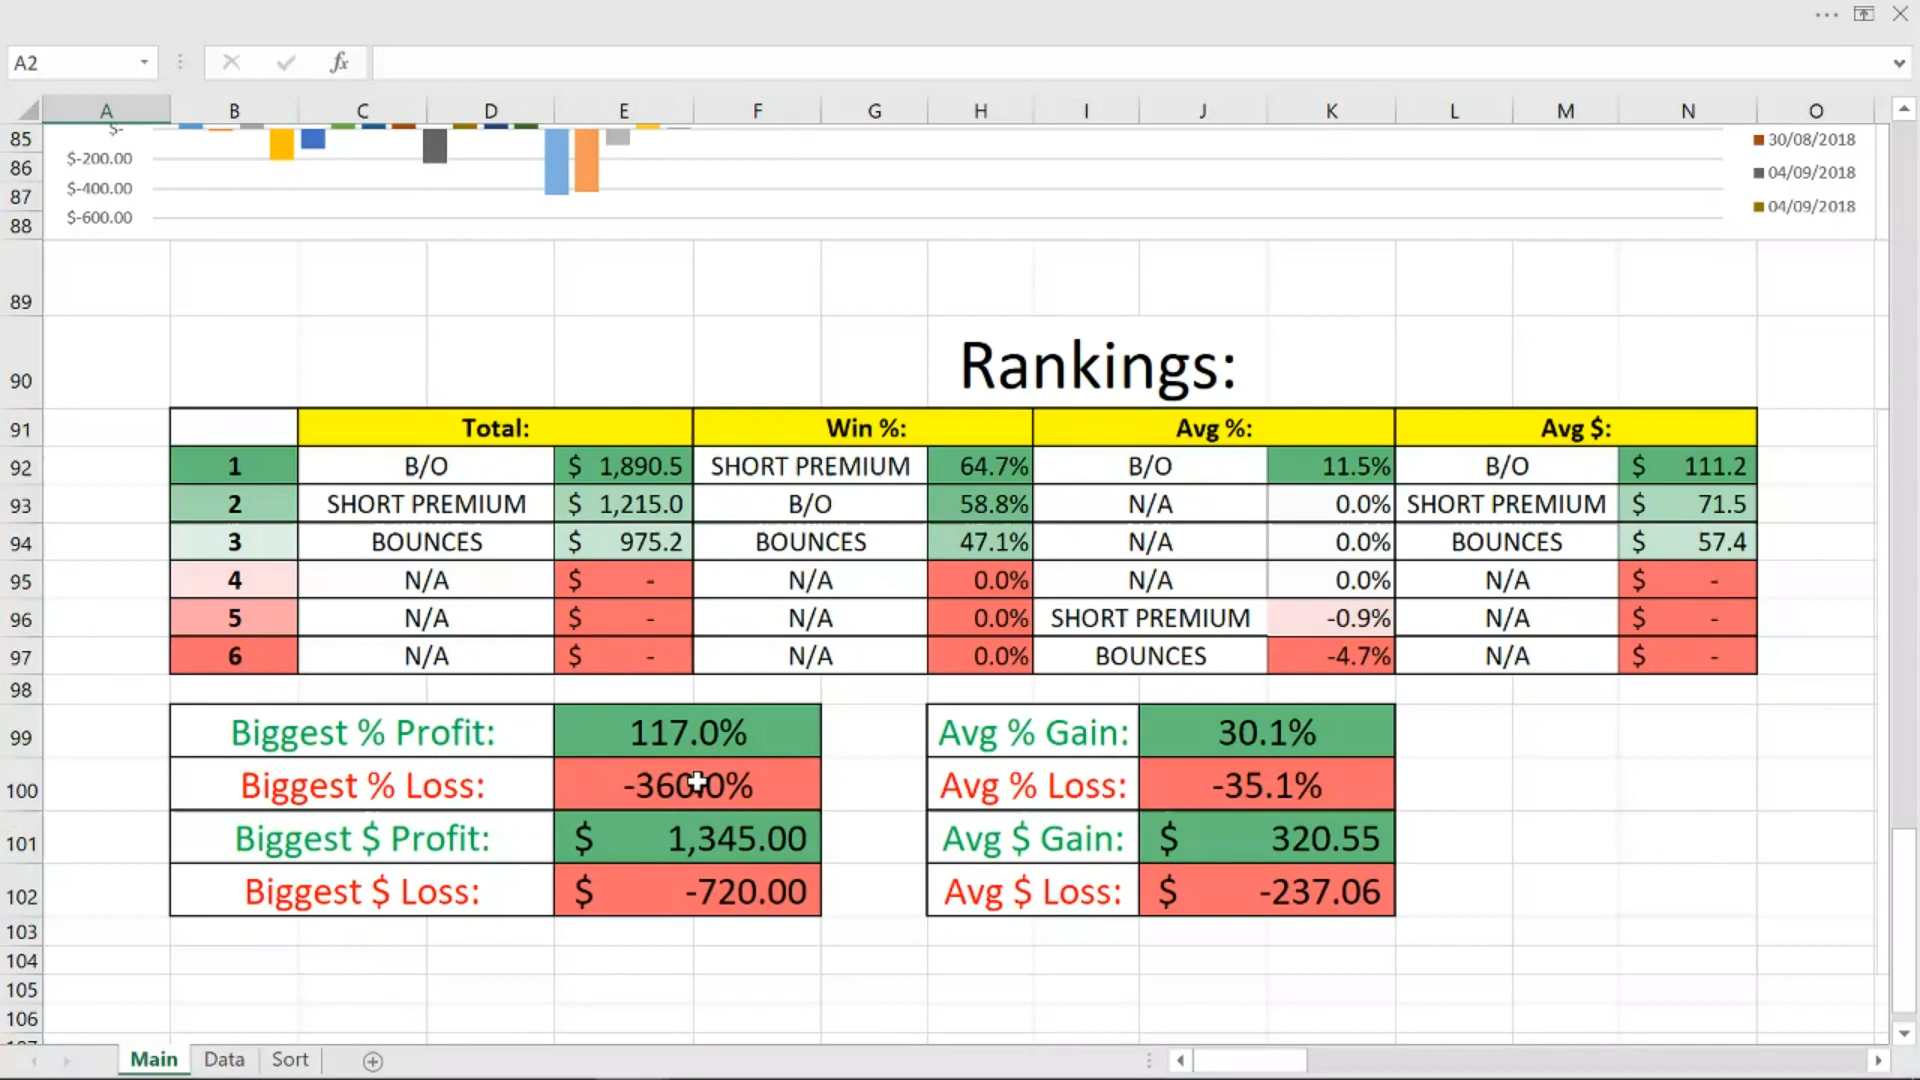 A2
fx
A B C D E F G H I J K L M N O
85 $-
86 $-200.00
87 $-400.00
88 $-600.00
30/08/2018
04/09/2018
04/09/2018
89
90 Rankings:
91 Total: Win %: Avg %: Avg $:
92 1 B/O $ 1,890.5 SHORT PREMIUM 64.7% B/O 11.5% B/O $ 111.2
93 2 SHORT PREMIUM $ 1,215.0 B/O 58.8% N/A 0.0% SHORT PREMIUM $ 71.5
94 3 BOUNCES $ 975.2 BOUNCES 47.1% N/A 0.0% BOUNCES $ 57.4
95 4 N/A $ - N/A 0.0% N/A 0.0% N/A $ -
96 5 N/A $ - N/A 0.0% SHORT PREMIUM -0.9% N/A $ -
97 6 N/A $ - N/A 0.0% BOUNCES -4.7% N/A $ -
98
99 Biggest % Profit: 117.0% Avg % Gain: 30.1%
100 Biggest % Loss: -360.0% Avg % Loss: -35.1%
101 Biggest $ Profit: $ 1,345.00 Avg $ Gain: $ 320.55
102 Biggest $ Loss: $ -720.00 Avg $ Loss: $ -237.06
103
104
105
106
Main Data Sort